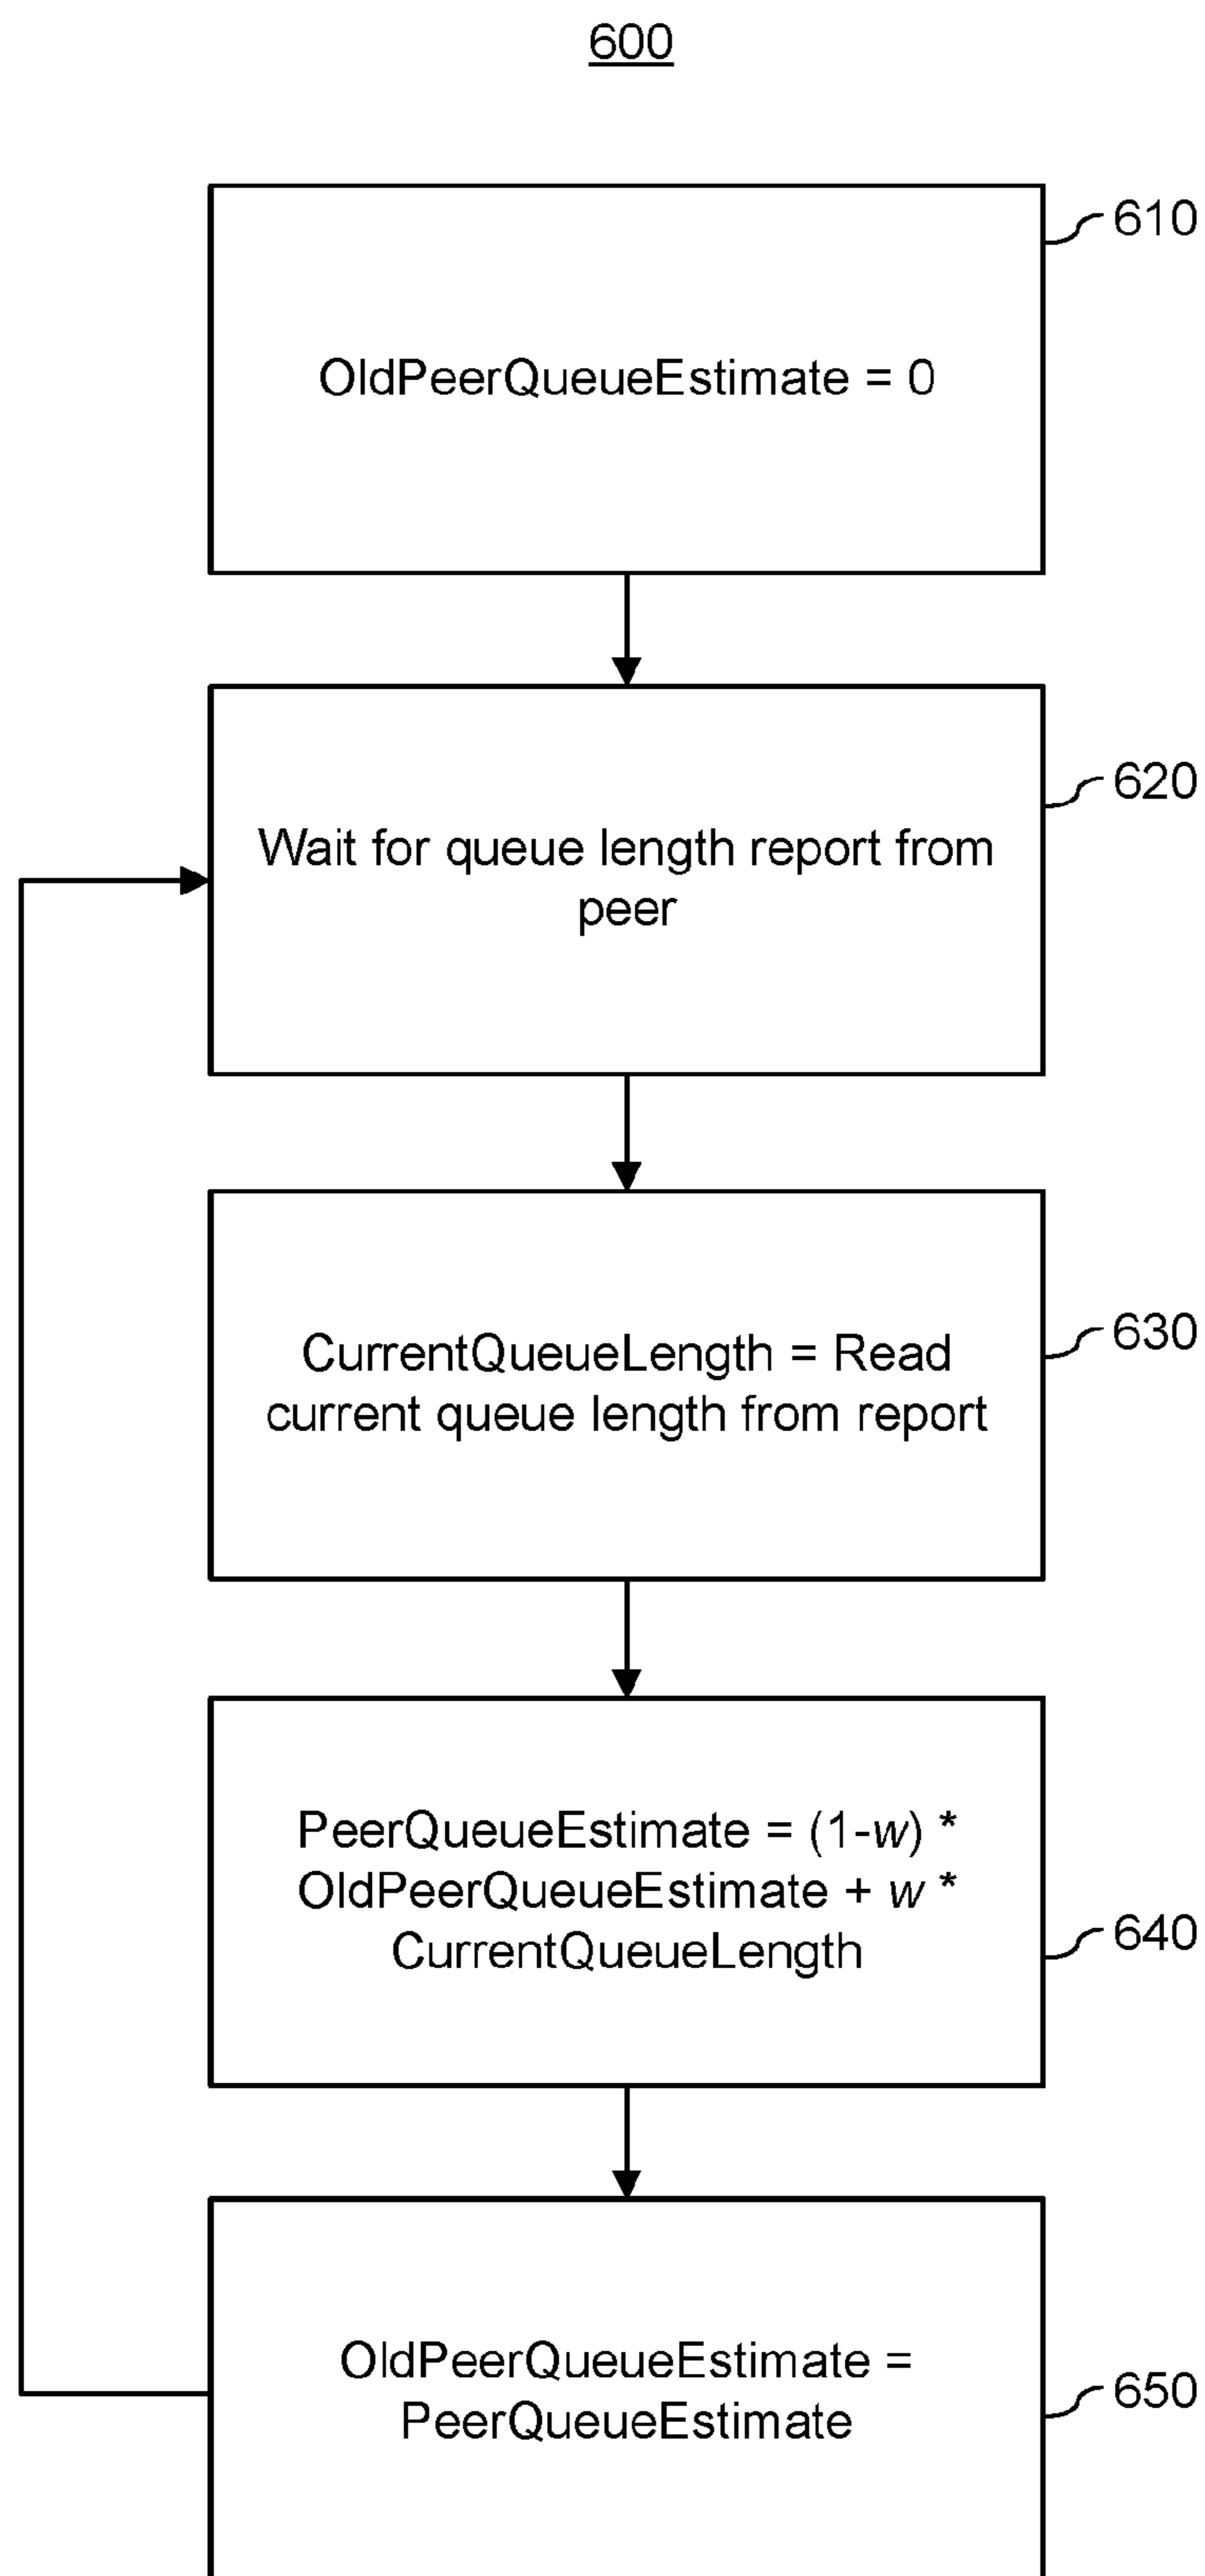 600
610
OldPeerQueueEstimate = 0
620
Wait for queue length report from
peer
630
CurrentQueueLength = Read
current queue length from report
PeerQueueEstimate = (1-w) *
OldPeerQueueEstimate + w *
CurrentQueueLength
640
OldPeerQueueEstimate =
PeerQueueEstimate
650